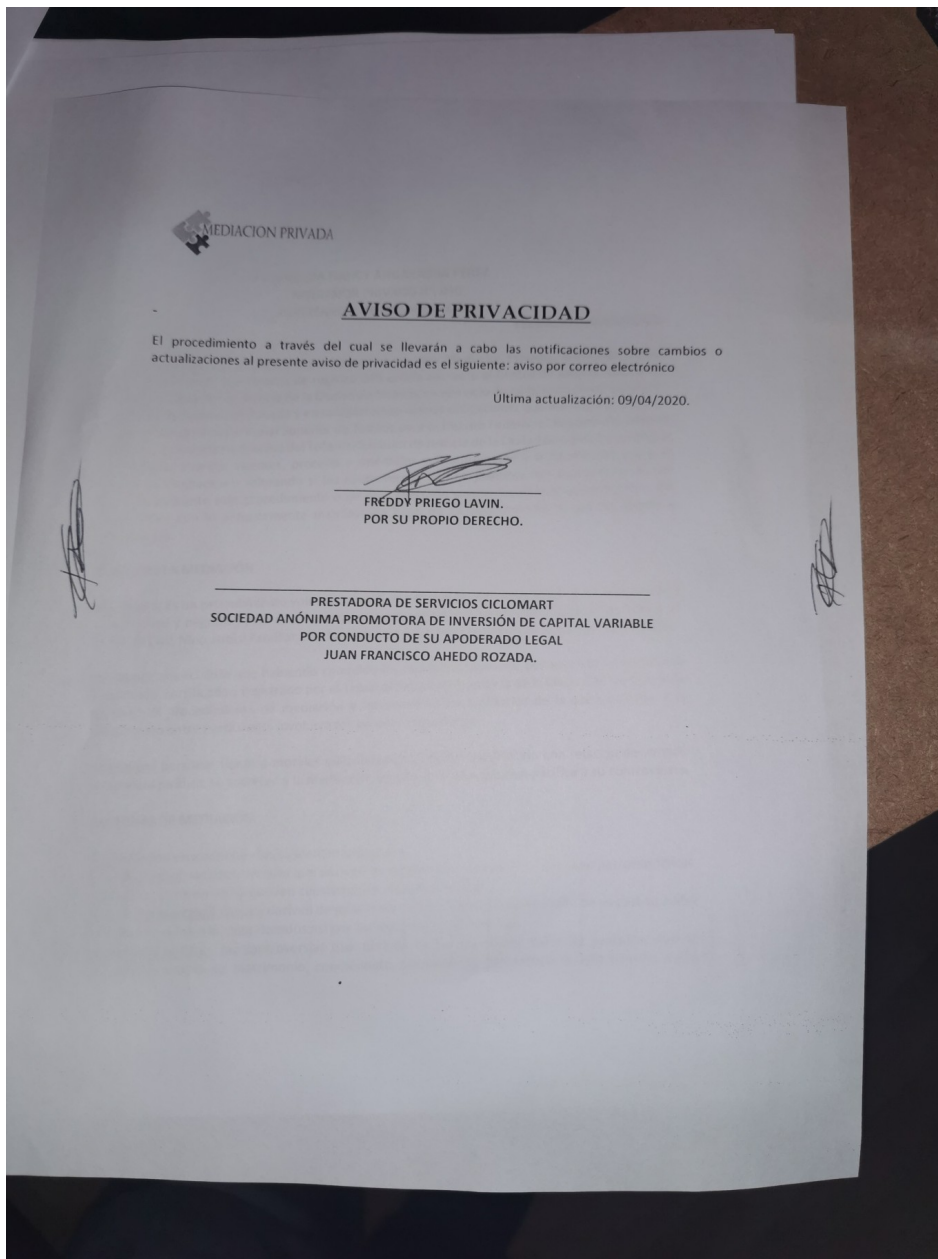 MEDIACION PRIVADA
AVISO DE PRIVACIDAD
El procedimiento a través del cual se llevarán a cabo las notificaciones sobre cambios o
actualizaciones al presente aviso de privacidad es el siguiente: aviso por correo electrónico
Última actualización: 09/04/2020.
FREDDY PRIEGO LAVIN.
POR SU PROPIO DERECHO.
PRESTADORA DE SERVICIOS CICLOMART
SOCIEDAD ANÓNIMA PROMOTORA DE INVERSIÓN DE CAPITAL VARIABLE
POR CONDUCTO DE SU APODERADO LEGAL
JUAN FRANCISCO AHEDO ROZADA.